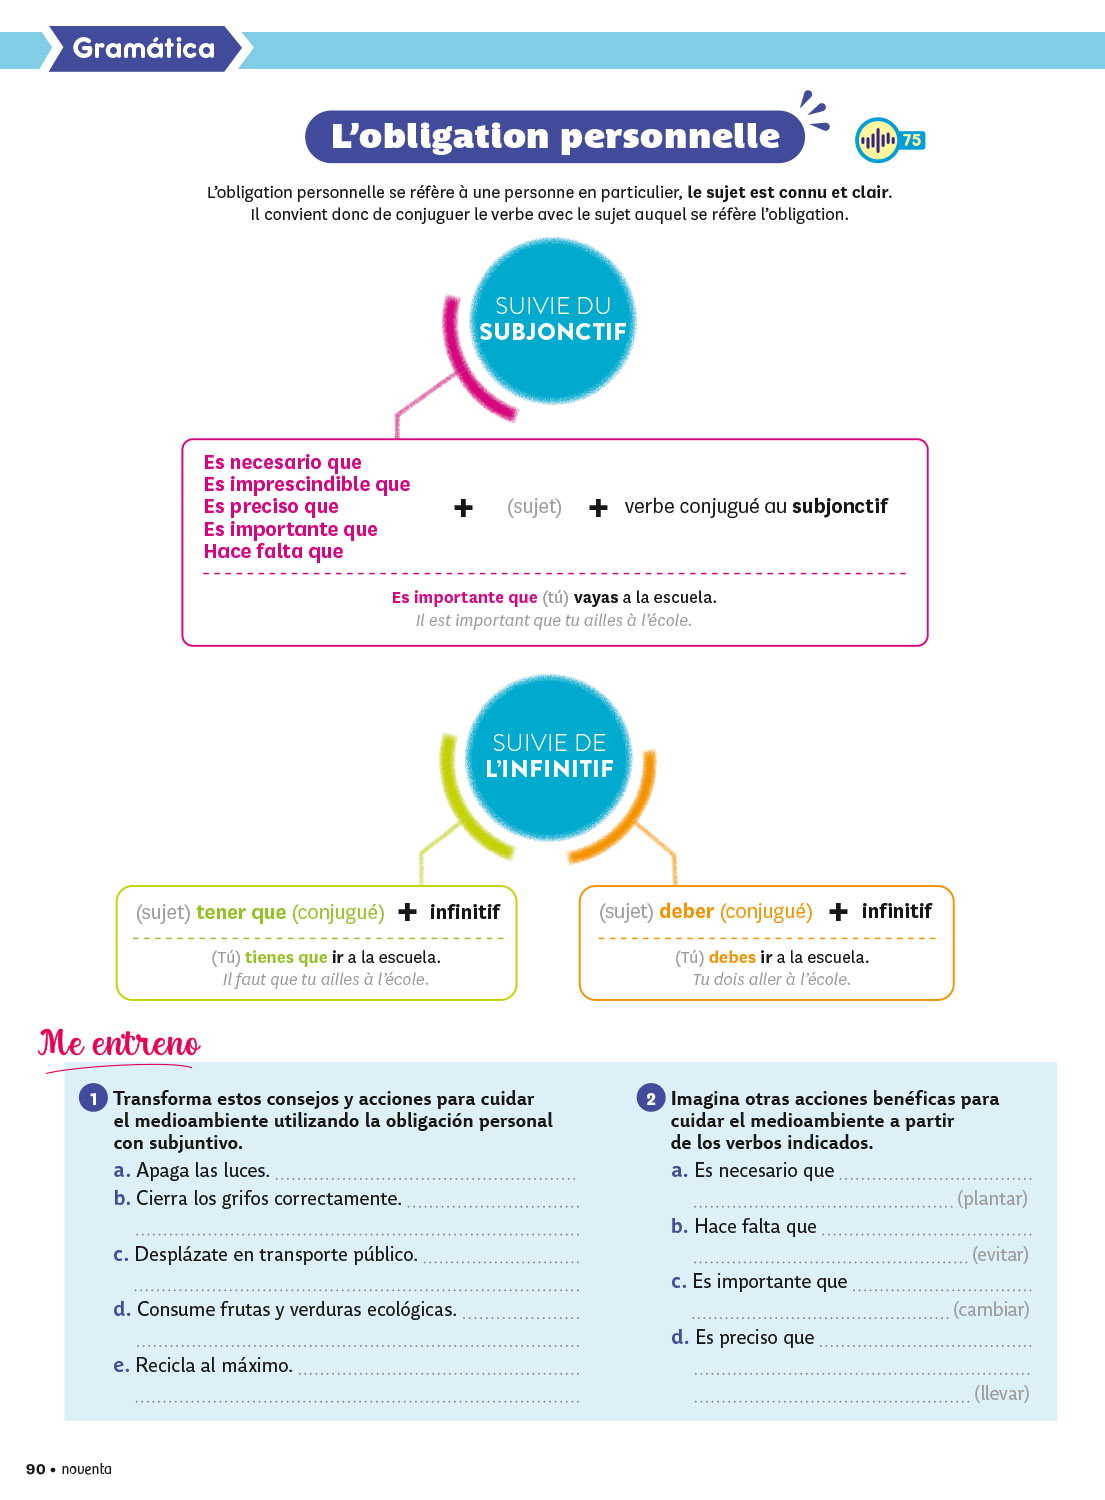 Gramática
L'obligation personnelle
75
L'obligation personnelle se réfère à une personne en particulier, le sujet est connu et clair.
Il convient donc de conjuguer le verbe avec le sujet auquel se réfère l'obligation.
SUIVIE DU
SUBJONCTIF
Es necesario que
Es imprescindible que
Es preciso que
Es importante que
Hace falta que
+ (sujet) + verbe conjugué au subjonctif
Es importante que (tú) vayas a la escuela.
Il est important que tu ailles à l'école.
SUIVIE DE
L'INFINITIF
(sujet) tener que (conjugué) + infinitif
(Tú) tienes que ir a la escuela.
Il faut que tu ailles à l'école.
(sujet) deber (conjugué) + infinitif
(Tú) debes ir a la escuela.
Tu dois aller à l'école.
Me entreno
1 Transforma estos consejos y acciones para cuidar
el medioambiente utilizando la obligación personal
con subjuntivo.
a. Apaga las luces.
b. Cierra los grifos correctamente.
c. Desplázate en transporte público.
d. Consume frutas y verduras ecológicas.
e. Recicla al máximo.
2 Imagina otras acciones benéficas para
cuidar el medioambiente a partir
de los verbos indicados.
a. Es necesario que
(plantar)
b. Hace falta que
(evitar)
c. Es importante que
(cambiar)
d. Es preciso que
(llevar)
90 • noventa